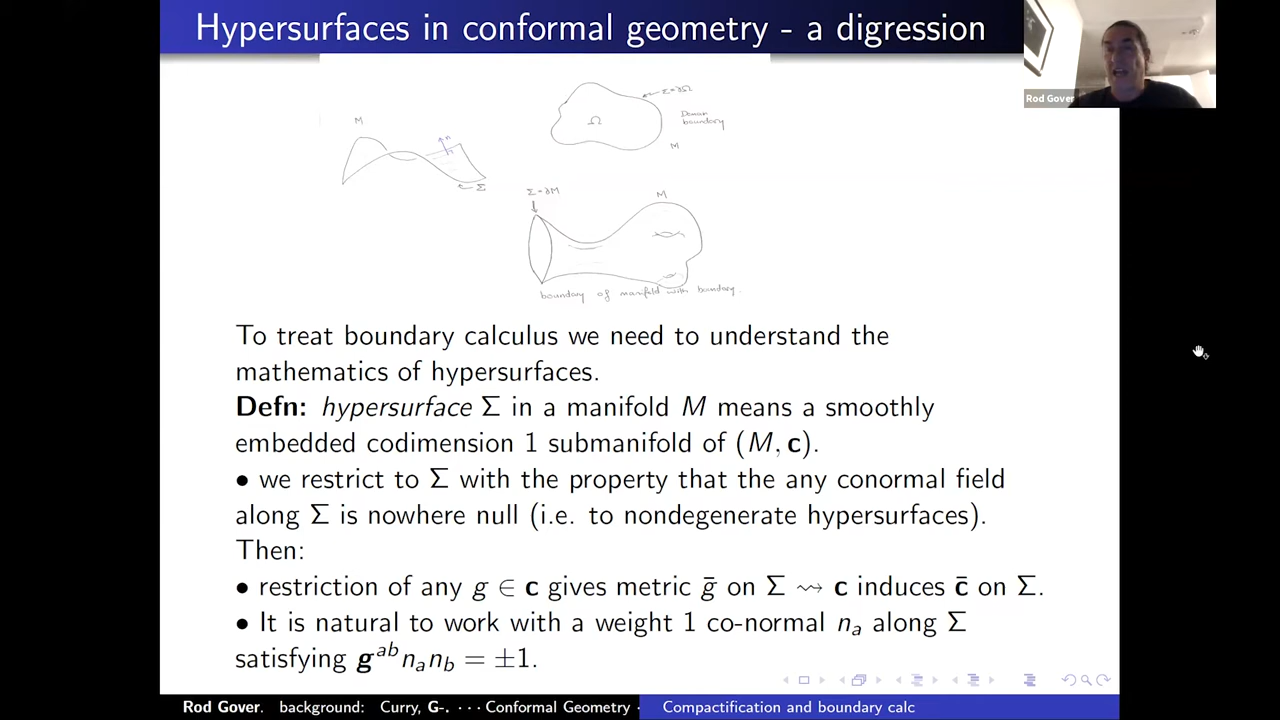 Hypersurfaces in conformal geometry - a digression
Rod Gover
M
n
Σ
Σ=∂Ω
Ω
Domain
boundary
M
Σ=∂M
M
boundary of manifold with boundary.
To treat boundary calculus we need to understand the
mathematics of hypersurfaces.
Defn: hypersurface Σ in a manifold M means a smoothly
embedded codimension 1 submanifold of (M, c).
• we restrict to Σ with the property that the any conormal field
along Σ is nowhere null (i.e. to nondegenerate hypersurfaces).
Then:
• restriction of any g ∈ c gives metric ḡ on Σ ⇝ c induces c̄ on Σ.
• It is natural to work with a weight 1 co-normal nₐ along Σ
satisfying gᵃᵇnₐn_b = ±1.
Rod Gover. background: Curry, G-. ··· Conformal Geometry · Compactification and boundary calc